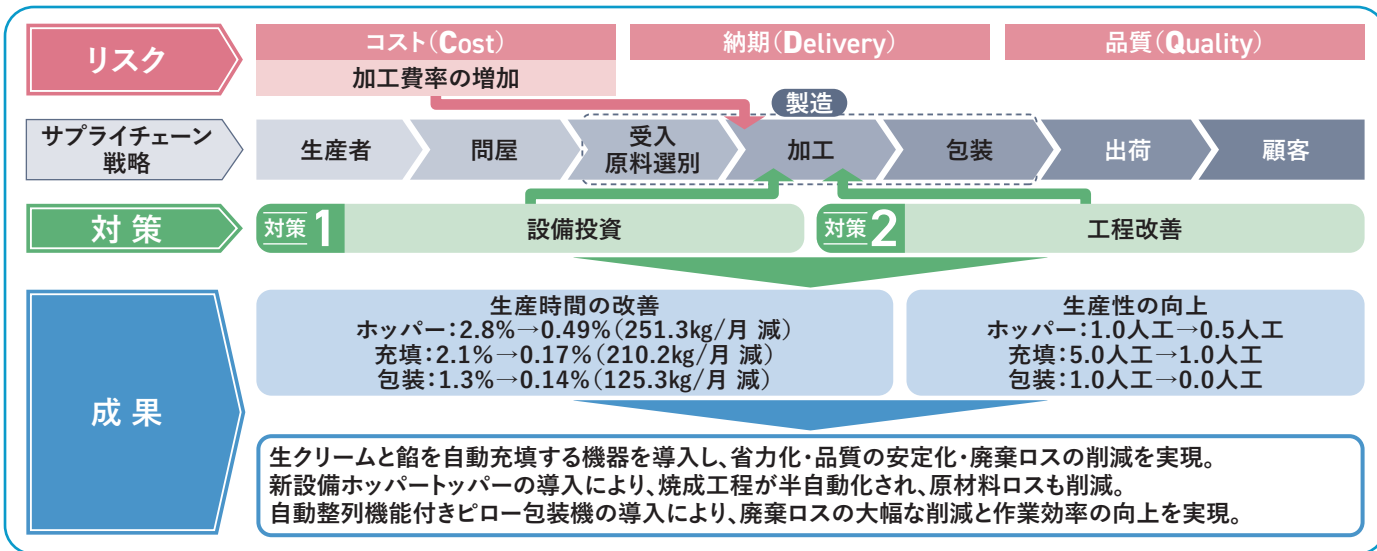 リスク
コスト(Cost)
納期(Delivery)
品質(Quality)
加工費率の増加
製造
サプライチェーン
戦略
生産者
問屋
受入
原料選別
加工
包装
出荷
顧客
対策
対策1
設備投資
対策2
工程改善
成果
生産時間の改善
ホッパー:2.8%→0.49%(251.3kg/月 減)
充填:2.1%→0.17%(210.2kg/月 減)
包装:1.3%→0.14%(125.3kg/月 減)
生産性の向上
ホッパー:1.0人工→0.5人工
充填:5.0人工→1.0人工
包装:1.0人工→0.0人工
生クリームと餡を自動充填する機器を導入し、省力化・品質の安定化・廃棄ロスの削減を実現。
新設備ホッパートッパーの導入により、焼成工程が半自動化され、原材料ロスも削減。
自動整列機能付きピロー包装機の導入により、廃棄ロスの大幅な削減と作業効率の向上を実現。